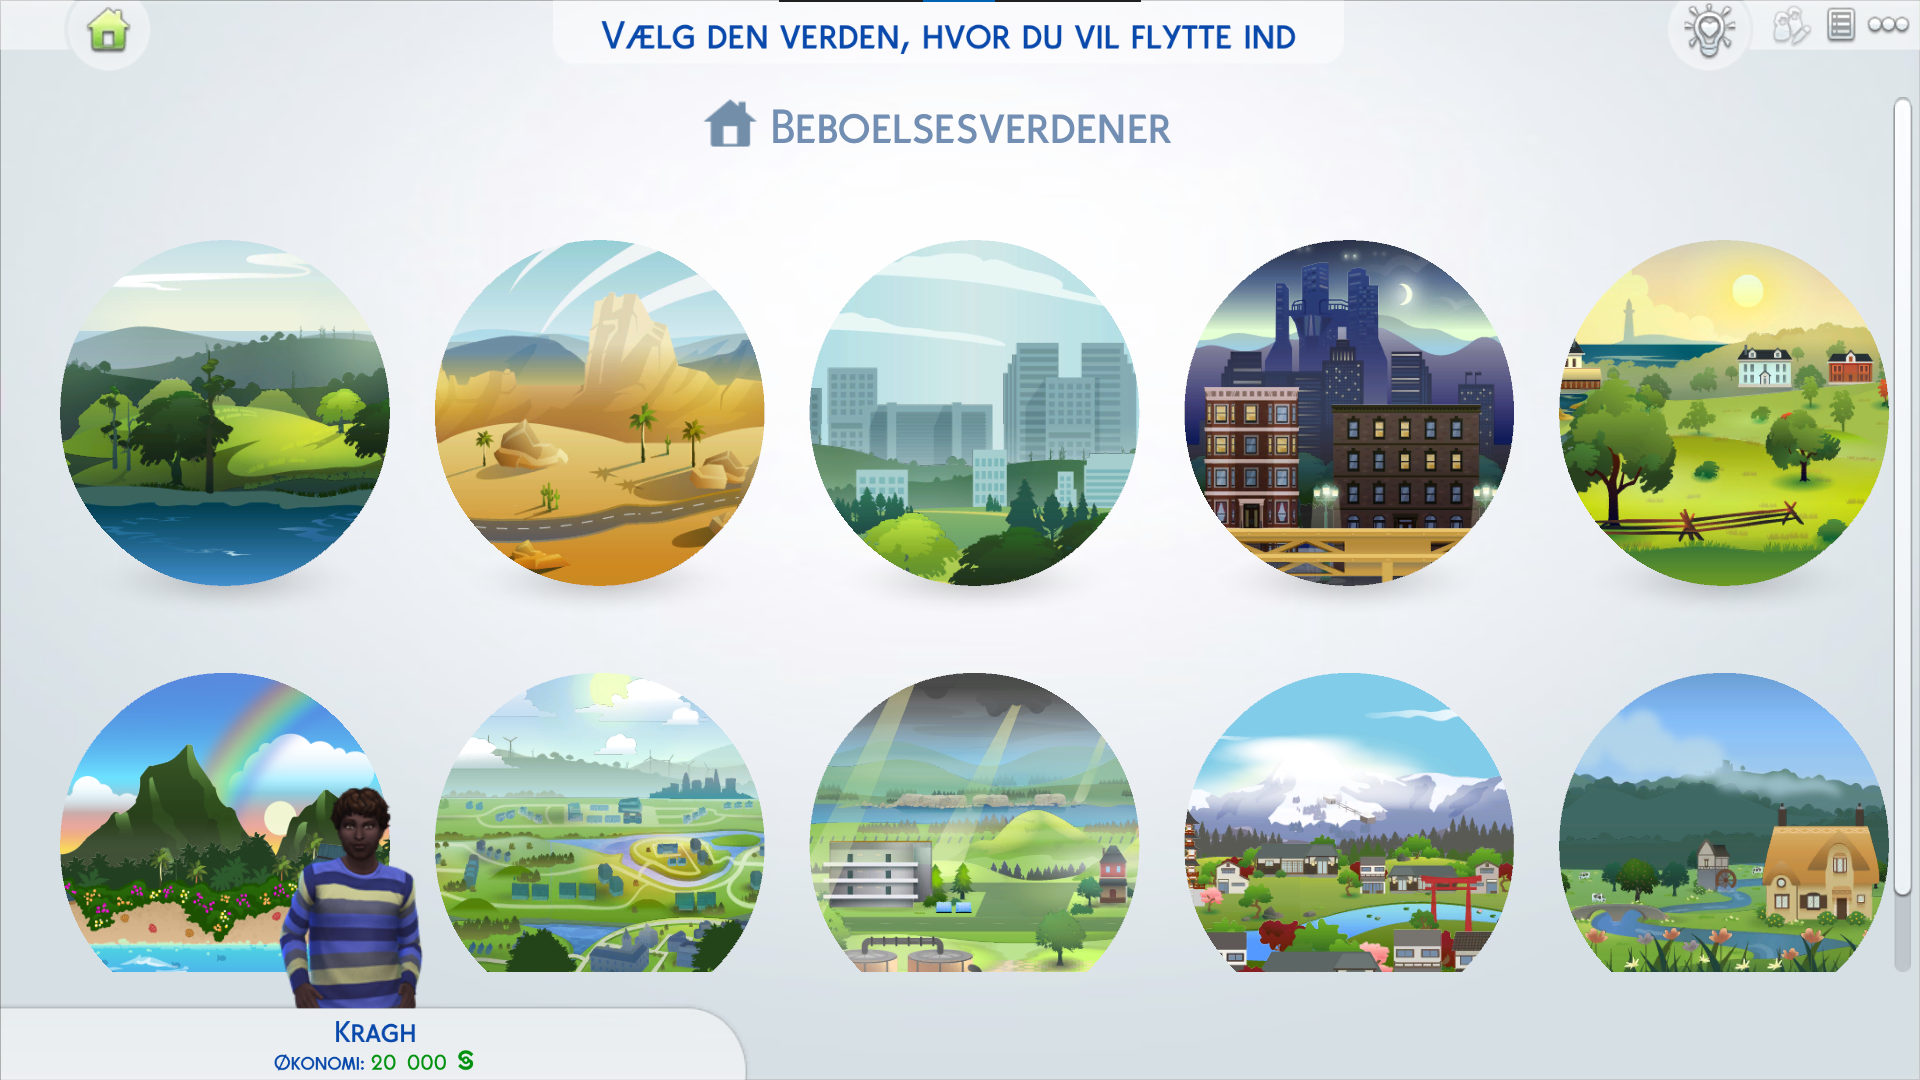 Vælg den verden, hvor du vil flytte ind
Beboelsesverdener
Kragh
Økonomi: 20 000 §